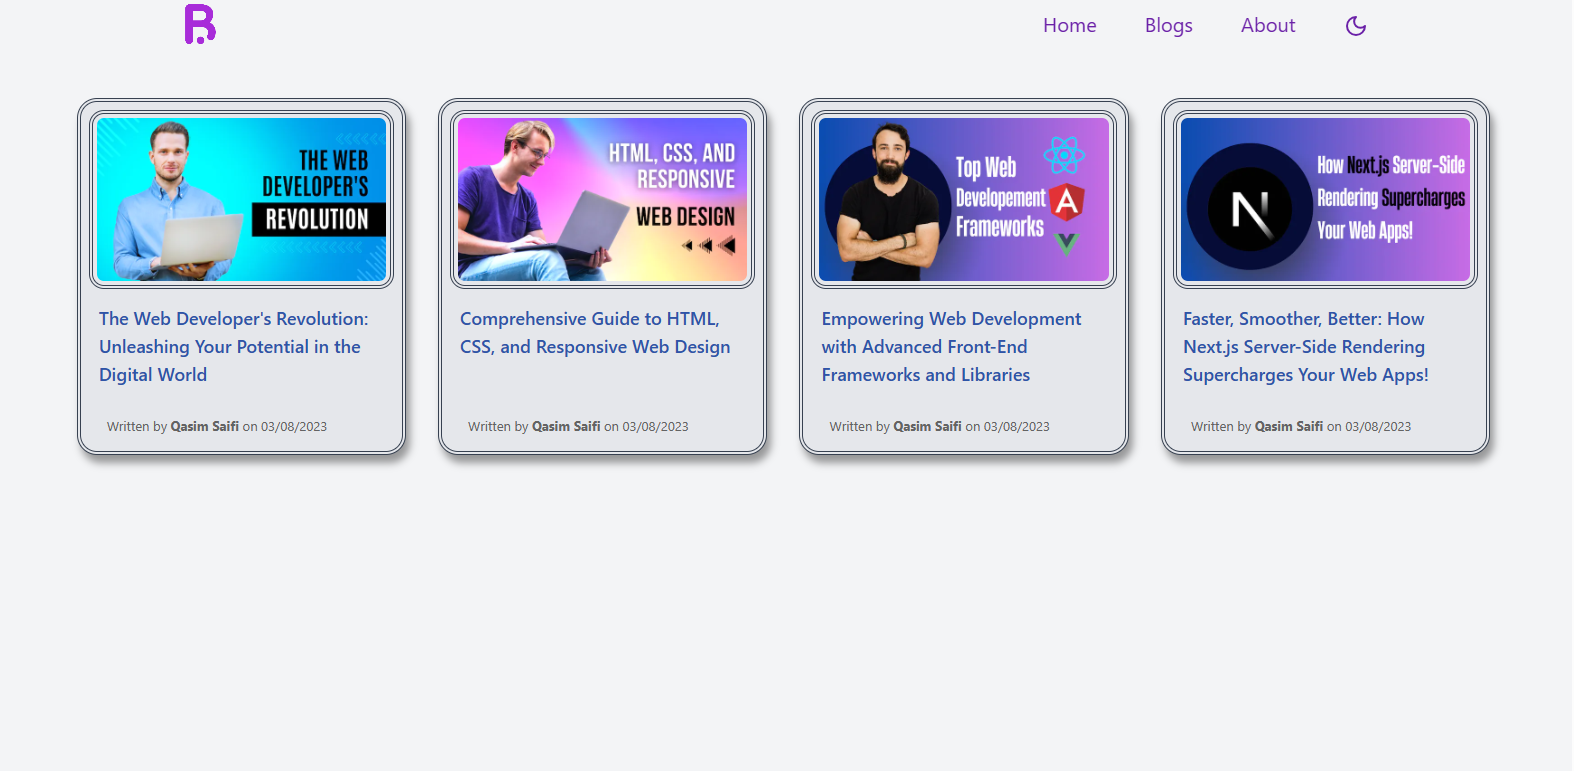 R
Home Blogs About
THE WEB
DEVELOPER'S
REVOLUTION
The Web Developer's Revolution:
Unleashing Your Potential in the
Digital World
Written by Qasim Saifi on 03/08/2023
HTML, CSS, AND
RESPONSIVE
WEB DESIGN
Comprehensive Guide to HTML,
CSS, and Responsive Web Design
Written by Qasim Saifi on 03/08/2023
Top Web
Developement
Frameworks
A
Empowering Web Development
with Advanced Front-End
Frameworks and Libraries
Written by Qasim Saifi on 03/08/2023
N
How Next.js Server-Side
Rendering Supercharges
Your Web Apps!
Faster, Smoother, Better: How
Next.js Server-Side Rendering
Supercharges Your Web Apps!
Written by Qasim Saifi on 03/08/2023